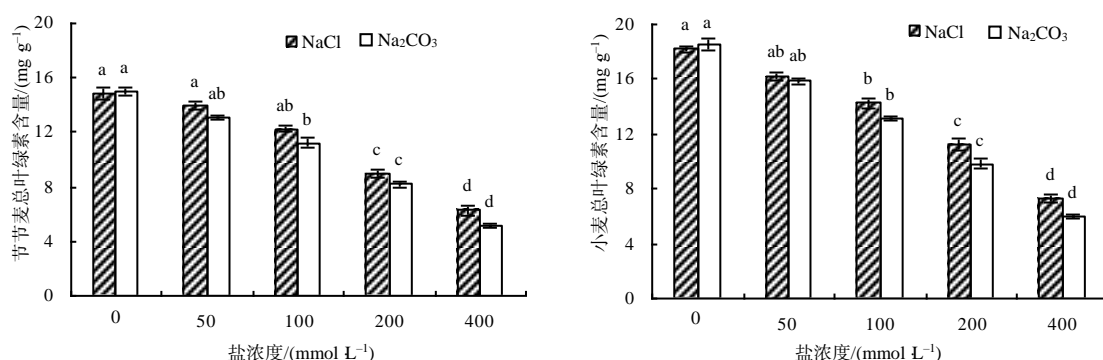 20
16
12
8
4
0
节节麦总叶绿素含量/(mg g⁻¹)
NaCl Na₂CO₃
a a
a ab
ab b
c c
d d
0 50 100 200 400
盐浓度/(mmol L⁻¹)
20
16
12
8
4
0
小麦总叶绿素含量/(mg g⁻¹)
NaCl Na₂CO₃
a a
ab ab
b b
c c
d d
0 50 100 200 400
盐浓度/(mmol L⁻¹)